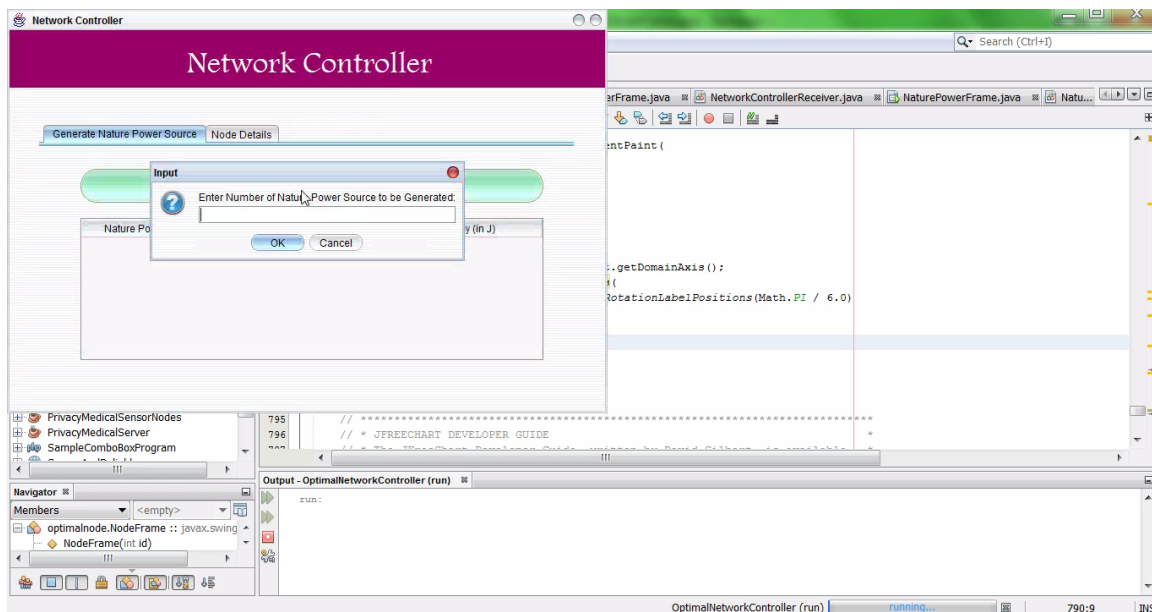 Network Controller
Search (Ctrl+I)
Network Controller
erFrame.java NetworkControllerReceiver.java NaturePowerFrame.java Natu...
Generate Nature Power Source Node Details
entPaint(
Input
Enter Number of Nature Power Source to be Generated:
Nature Po y (in J)
OK Cancel
t.getDomainAxis();
s(
RotationLabelPositions(Math.PI / 6.0)
PrivacyMedicalSensorNodes
PrivacyMedicalServer
SampleComboBoxProgram
795 // ****************************************************************************
796 // * JFREECHART DEVELOPER GUIDE *
Output - OptimalNetworkController (run)
run:
Navigator
Members <empty>
optimalnode.NodeFrame :: javax.swing
NodeFrame(int id)
OptimalNetworkController (run) running... 790:9 INS